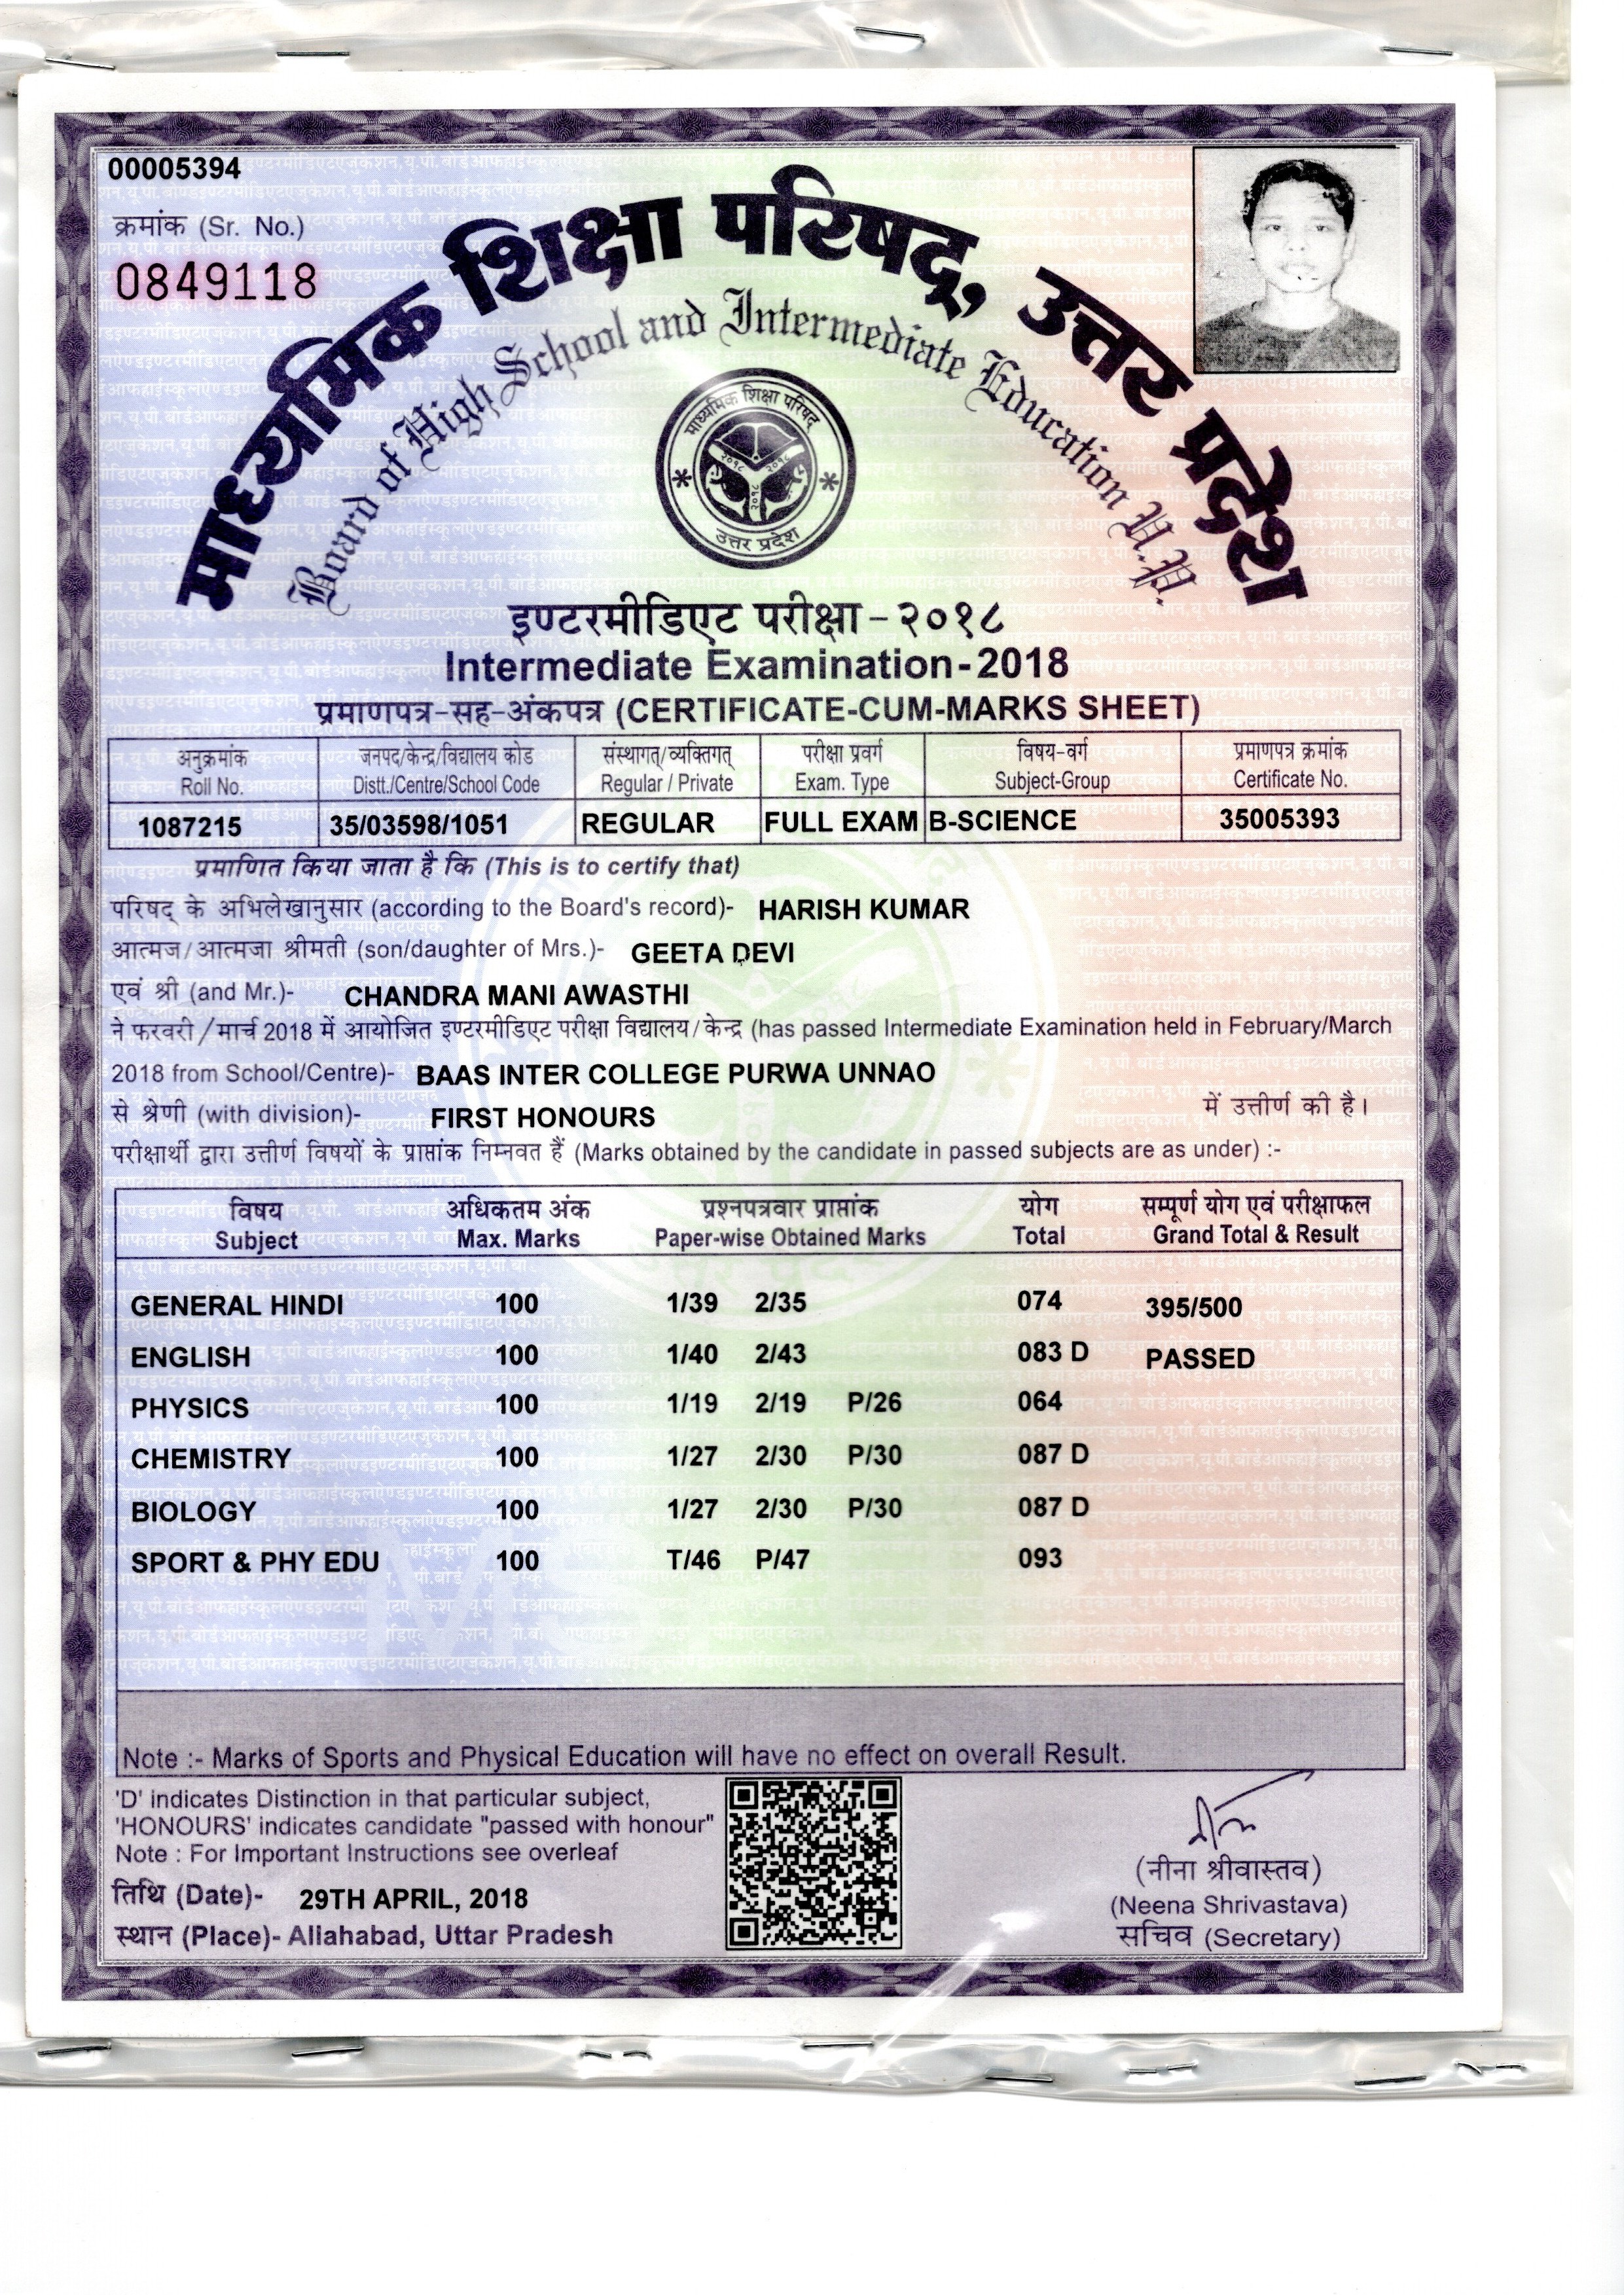 00005394
क्रमांक (Sr. No.)
0849118
माध्यमिक शिक्षा परिषद्, उत्तर प्रदेश
Board of High School and Intermediate Education U.P.
माध्यमिक शिक्षा परिषद्
२०१८ २०१८
२०१८
उत्तर प्रदेश
इण्टरमीडिएट परीक्षा - २०१८
Intermediate Examination - 2018
प्रमाणपत्र-सह-अंकपत्र (CERTIFICATE-CUM-MARKS SHEET)
अनुक्रमांक जनपद/केन्द्र/विद्यालय कोड संस्थागत्/व्यक्तिगत् परीक्षा प्रवर्ग विषय-वर्ग प्रमाणपत्र क्रमांक
Roll No. Distt./Centre/School Code Regular / Private Exam. Type Subject-Group Certificate No.
1087215 35/03598/1051 REGULAR FULL EXAM B-SCIENCE 35005393
प्रमाणित किया जाता है कि (This is to certify that)
परिषद् के अभिलेखानुसार (according to the Board's record)- HARISH KUMAR
आत्मज/आत्मजा श्रीमती (son/daughter of Mrs.)- GEETA DEVI
एवं श्री (and Mr.)- CHANDRA MANI AWASTHI
ने फरवरी/मार्च 2018 में आयोजित इण्टरमीडिएट परीक्षा विद्यालय/केन्द्र (has passed Intermediate Examination held in February/March
2018 from School/Centre)- BAAS INTER COLLEGE PURWA UNNAO
से श्रेणी (with division)- FIRST HONOURS में उत्तीर्ण की है।
परीक्षार्थी द्वारा उत्तीर्ण विषयों के प्राप्तांक निम्नवत हैं (Marks obtained by the candidate in passed subjects are as under) :-
विषय अधिकतम अंक प्रश्नपत्रवार प्राप्तांक योग सम्पूर्ण योग एवं परीक्षाफल
Subject Max. Marks Paper-wise Obtained Marks Total Grand Total & Result
GENERAL HINDI 100 1/39 2/35 074 395/500
ENGLISH 100 1/40 2/43 083 D PASSED
PHYSICS 100 1/19 2/19 P/26 064
CHEMISTRY 100 1/27 2/30 P/30 087 D
BIOLOGY 100 1/27 2/30 P/30 087 D
SPORT & PHY EDU 100 T/46 P/47 093
Note :- Marks of Sports and Physical Education will have no effect on overall Result.
'D' indicates Distinction in that particular subject,
'HONOURS' indicates candidate "passed with honour"
Note : For Important Instructions see overleaf
तिथि (Date)- 29TH APRIL, 2018
स्थान (Place)- Allahabad, Uttar Pradesh
(नीना श्रीवास्तव)
(Neena Shrivastava)
सचिव (Secretary)